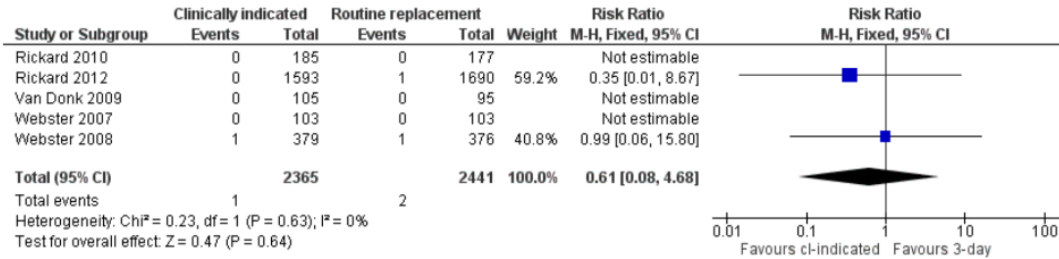 Clinically indicated Routine replacement Risk Ratio Risk Ratio
Study or Subgroup Events Total Events Total Weight M-H, Fixed, 95% CI M-H, Fixed, 95% CI
Rickard 2010 0 185 0 177 Not estimable
Rickard 2012 0 1593 1 1690 59.2% 0.35 [0.01, 8.67]
Van Donk 2009 0 105 0 95 Not estimable
Webster 2007 0 103 0 103 Not estimable
Webster 2008 1 379 1 376 40.8% 0.99 [0.06, 15.80]
Total (95% CI) 2365 2441 100.0% 0.61 [0.08, 4.68]
Total events 1 2
Heterogeneity: Chi² = 0.23, df = 1 (P = 0.63); I² = 0%
Test for overall effect: Z = 0.47 (P = 0.64)
0.01 0.1 1 10 100
Favours cl-indicated Favours 3-day